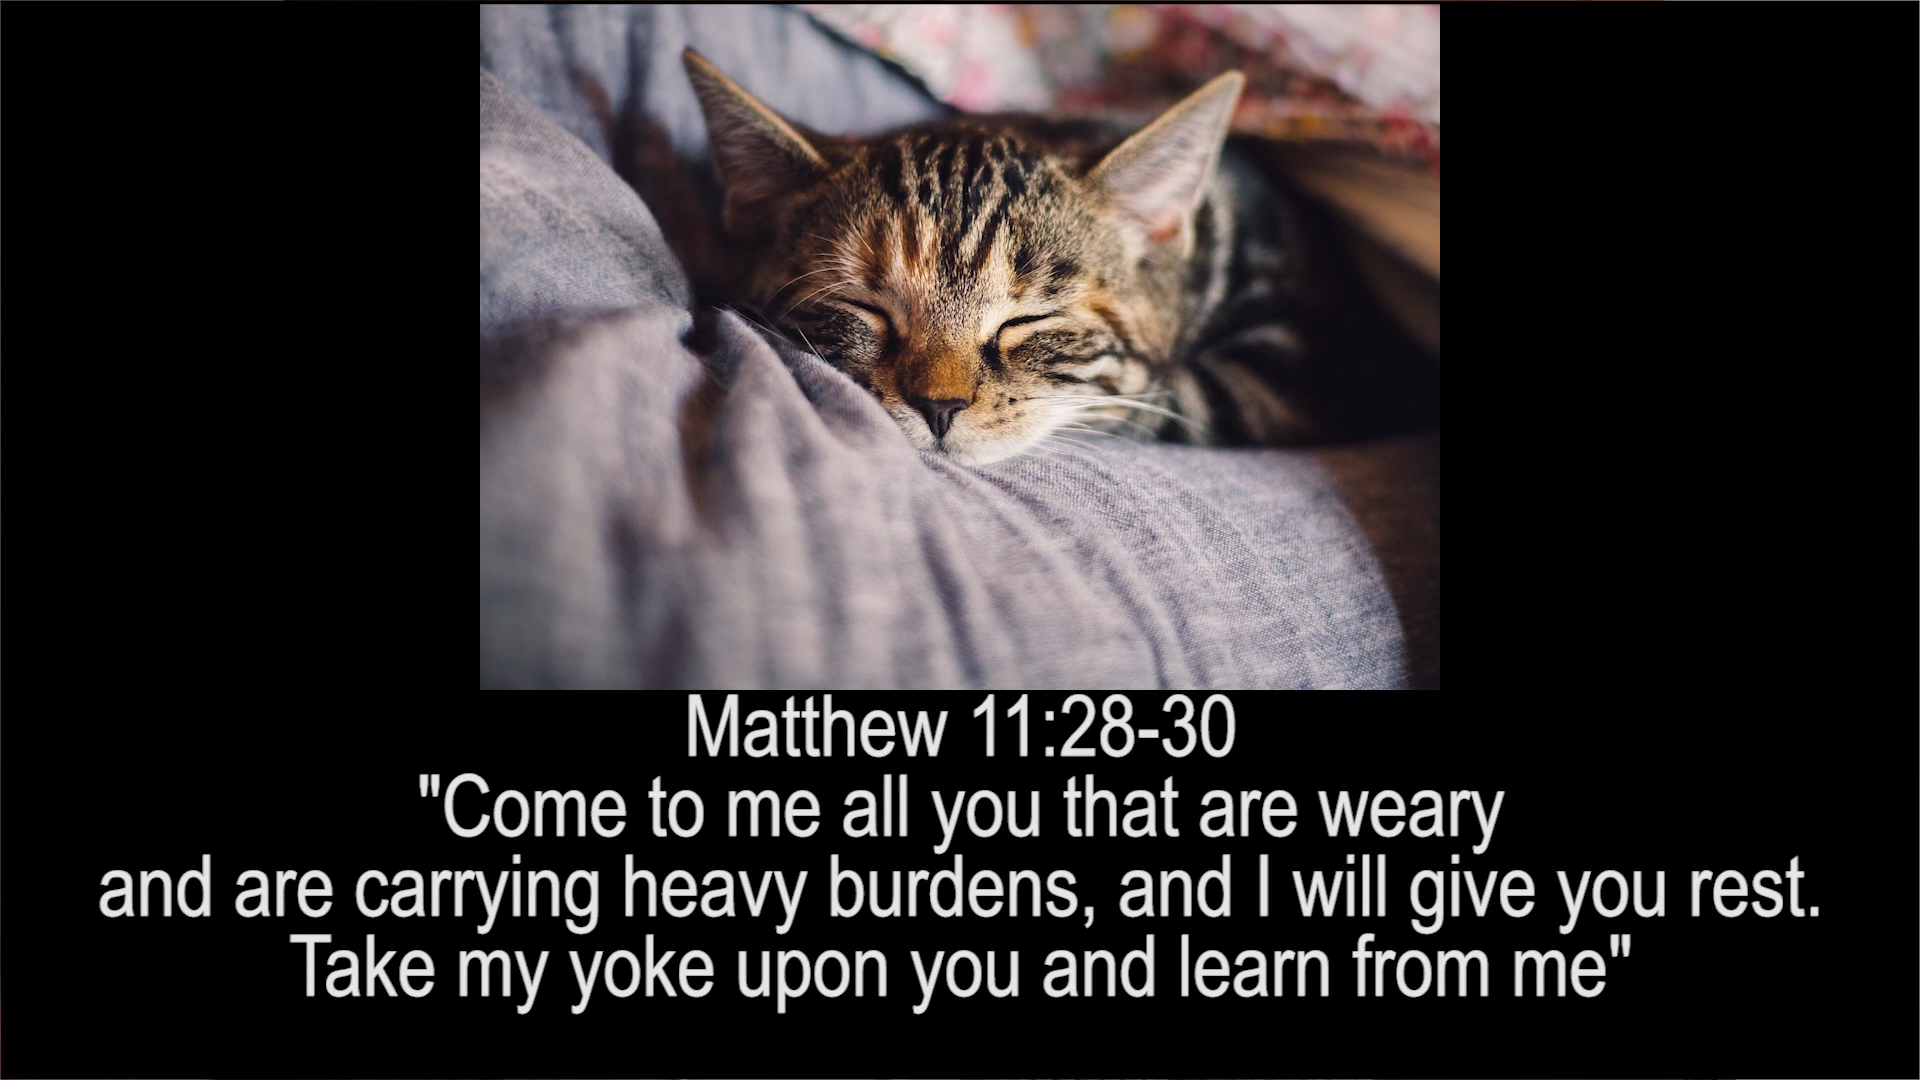 Matthew 11:28-30
"Come to me all you that are weary
and are carrying heavy burdens, and I will give you rest.
Take my yoke upon you and learn from me"